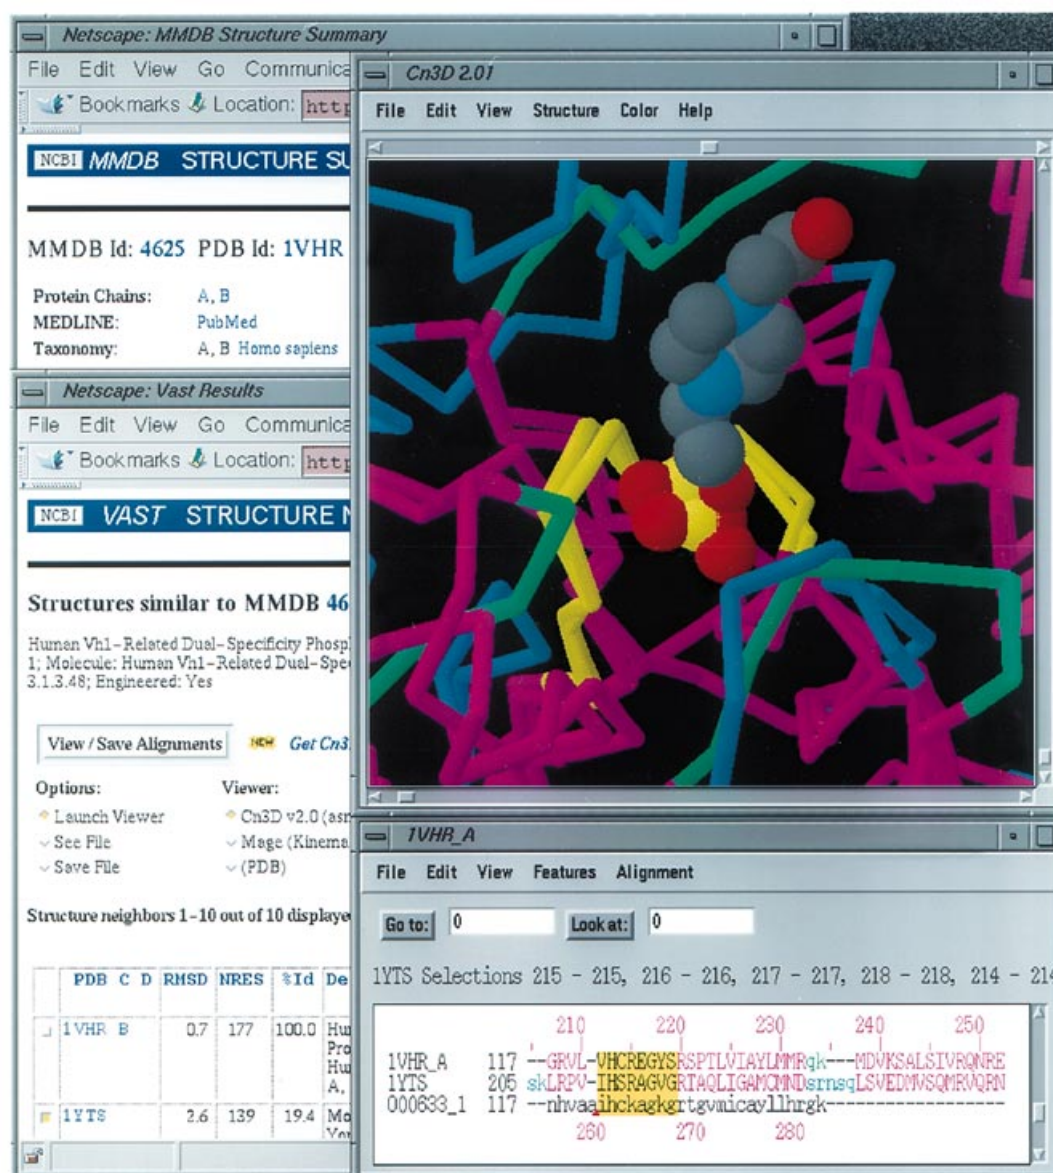 Netscape: MMDB Structure Summary
File Edit View Go Communica
Bookmarks Location: http
NCBI MMDB STRUCTURE SU
MMDB Id: 4625 PDB Id: 1VHR
Protein Chains: A, B
MEDLINE: PubMed
Taxonomy: A, B Homo sapiens
Netscape: Vast Results
File Edit View Go Communica
Bookmarks Location: http
NCBI VAST STRUCTURE N
Structures similar to MMDB 46
Human Vh1-Related Dual-Specificity Phosp
1; Molecule: Human Vh1-Related Dual-Spe
3.1.3.48; Engineered: Yes
View / Save Alignments NEW Get Cn3
Options: Viewer:
Launch Viewer Cn3D v2.0 (asn
See File Mage (Kinema
Save File (PDB)
Structure neighbors 1-10 out of 10 displaye
PDB C D RMSD NRES %Id De
1VHR B 0.7 177 100.0 Hu
Pro
Hu
A,
1YTS 2.6 139 19.4 Mo
Yo
Cn3D 2.01
File Edit View Structure Color Help
1VHR_A
File Edit View Features Alignment
Go to: 0 Look at: 0
1YTS Selections 215 - 215, 216 - 216, 217 - 217, 218 - 218, 214 - 214
210 220 230 240 250
1VHR_A 117 --GRVL-VHCREGYSRSPTLVIAYLMMRqk---MDVKSALSIVRQNRE
1YTS 205 skLRPV-IHSRAGVGRTAQLIGAMCMNDsrnsqLSVEDMVSQMRVQRN
000633_1 117 --nhvaaihckagkgrtgvmicayllhrgk------------------
260 270 280